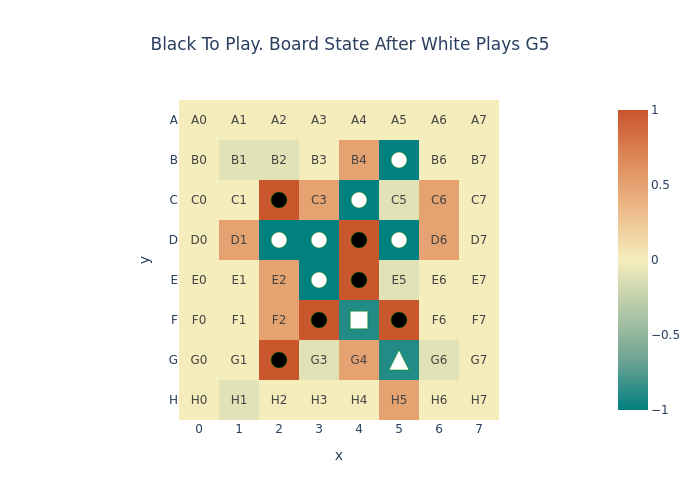 Black To Play. Board State After White Plays G5
A A0 A1 A2 A3 A4 A5 A6 A7
B B0 B1 B2 B3 B4 B6 B7
C C0 C1 C3 C5 C6 C7
D D0 D1 D6 D7
E E0 E1 E2 E5 E6 E7
F F0 F1 F2 F6 F7
G G0 G1 G3 G4 G6 G7
H H0 H1 H2 H3 H4 H5 H6 H7
0 1 2 3 4 5 6 7
x
y
1
0.5
0
−0.5
−1